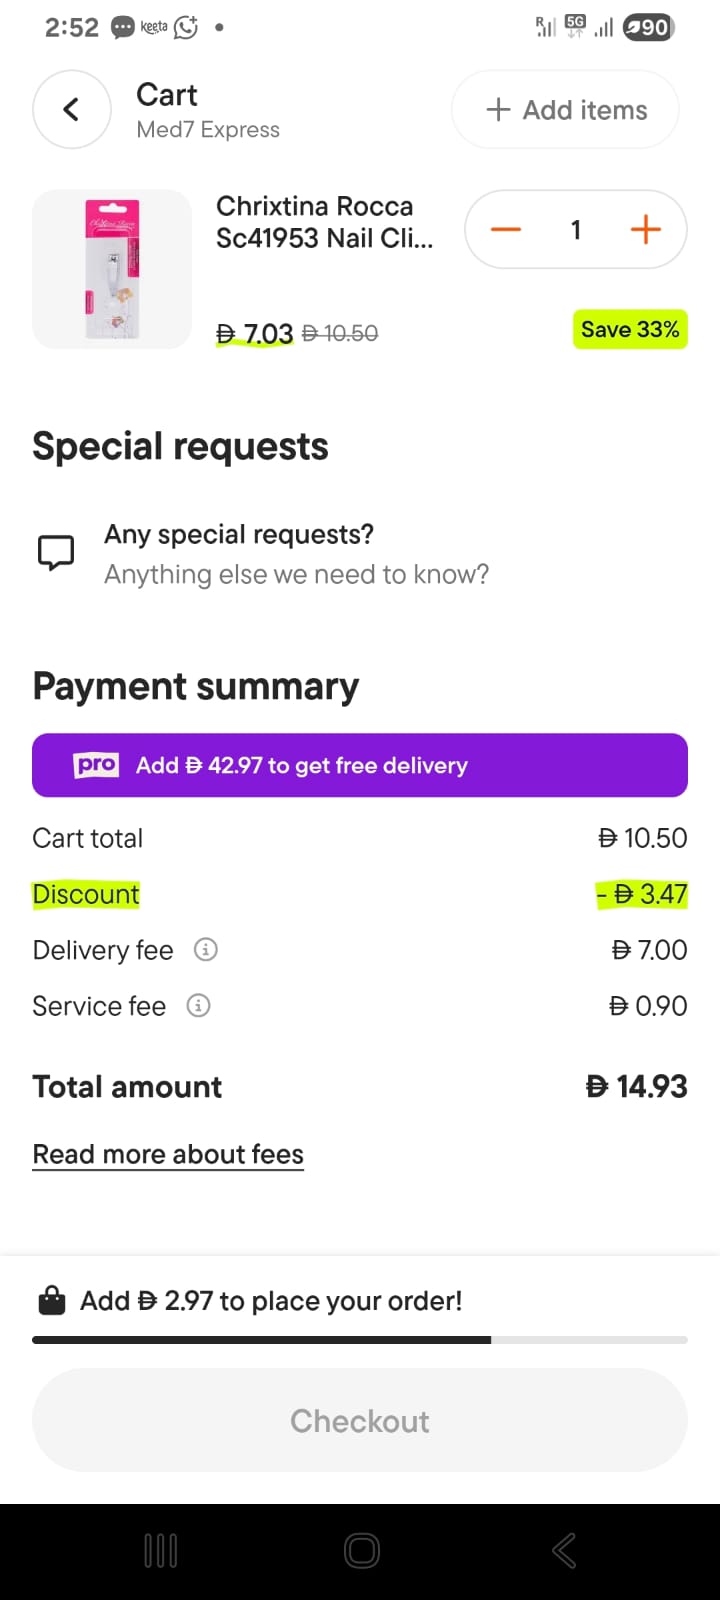 2:52 keeta
5G 90
Cart
Med7 Express
+ Add items
Chrixtina Rocca
Sc41953 Nail Cli...
1
7.03 10.50
Save 33%
Special requests
Any special requests?
Anything else we need to know?
Payment summary
pro Add 42.97 to get free delivery
Cart total 10.50
Discount - 3.47
Delivery fee 7.00
Service fee 0.90
Total amount 14.93
Read more about fees
Add 2.97 to place your order!
Checkout